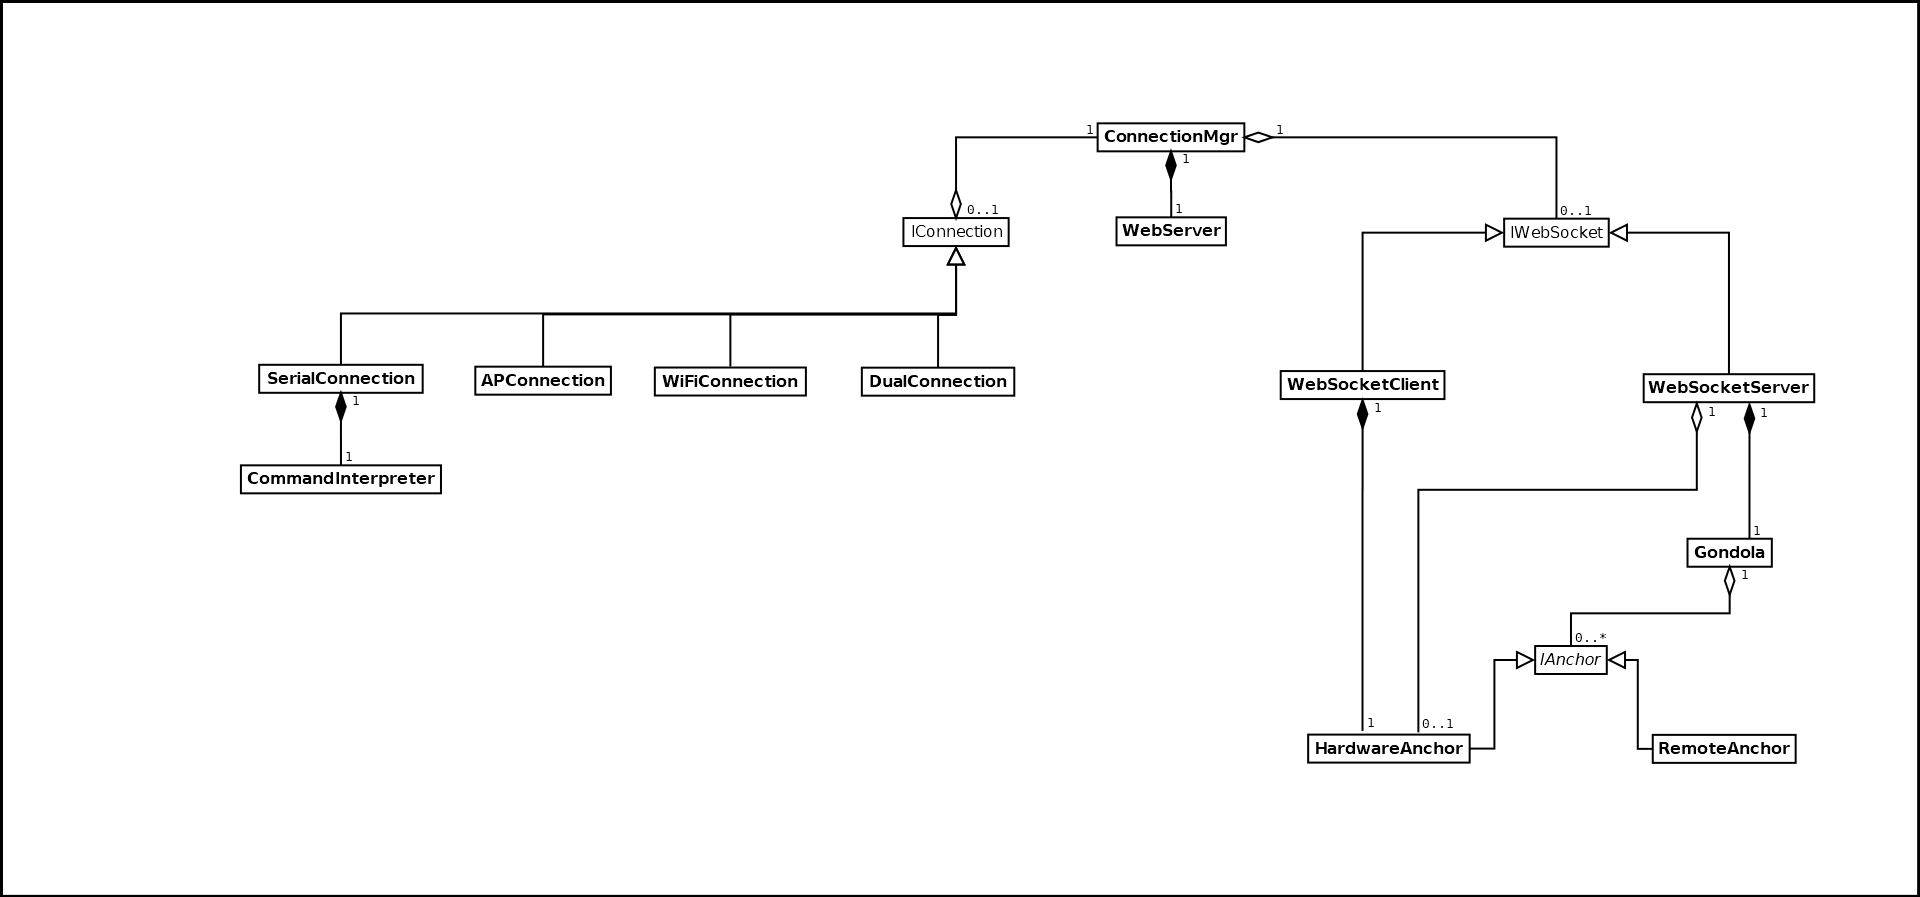 1
ConnectionMgr
1
1
0..1
1
0..1
IConnection
WebServer
IWebSocket
SerialConnection
APConnection
WiFiConnection
DualConnection
WebSocketClient
WebSocketServer
1
1
1
1
1
CommandInterpreter
1
Gondola
1
0..*
IAnchor
1
0..1
HardwareAnchor
RemoteAnchor